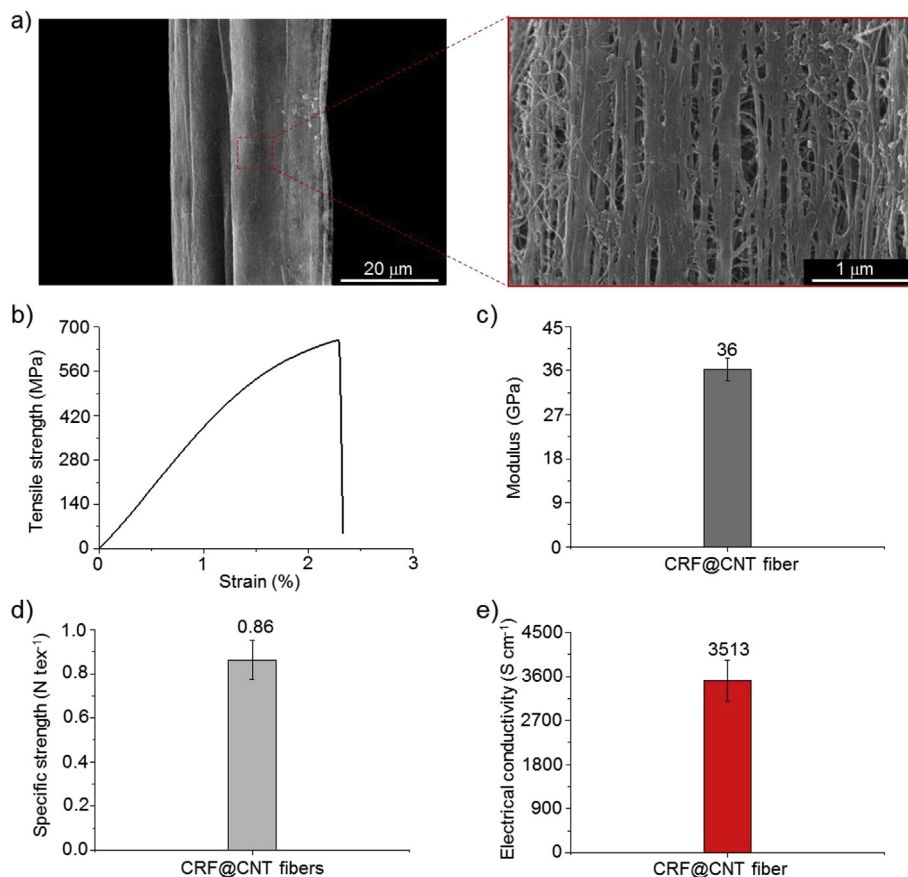 a)
20 μm
1 μm
b)
700
560
420
280
140
0
Tensile strength (MPa)
0
1
2
3
Strain (%)
c)
45
36
27
18
9
0
Modulus (GPa)
36
CRF@CNT fiber
d)
1.0
0.8
0.6
0.4
0.2
0.0
Specific strength (N tex⁻¹)
0.86
CRF@CNT fibers
e)
4500
3600
2700
1800
900
0
Electrical conductivity (S cm⁻¹)
3513
CRF@CNT fiber